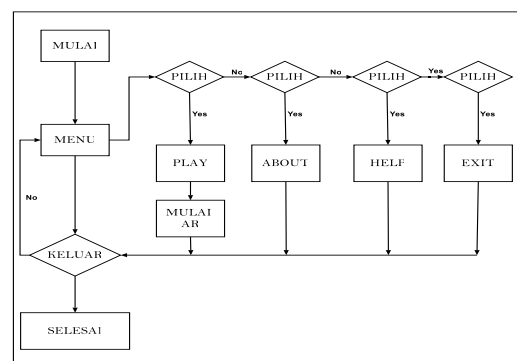 MULAI
PILIH
No
PILIH
No
PILIH
Yes
PILIH
Yes
Yes
Yes
Yes
MENU
PLAY
ABOUT
HELF
EXIT
No
MULAI
AR
KELUAR
SELESAI